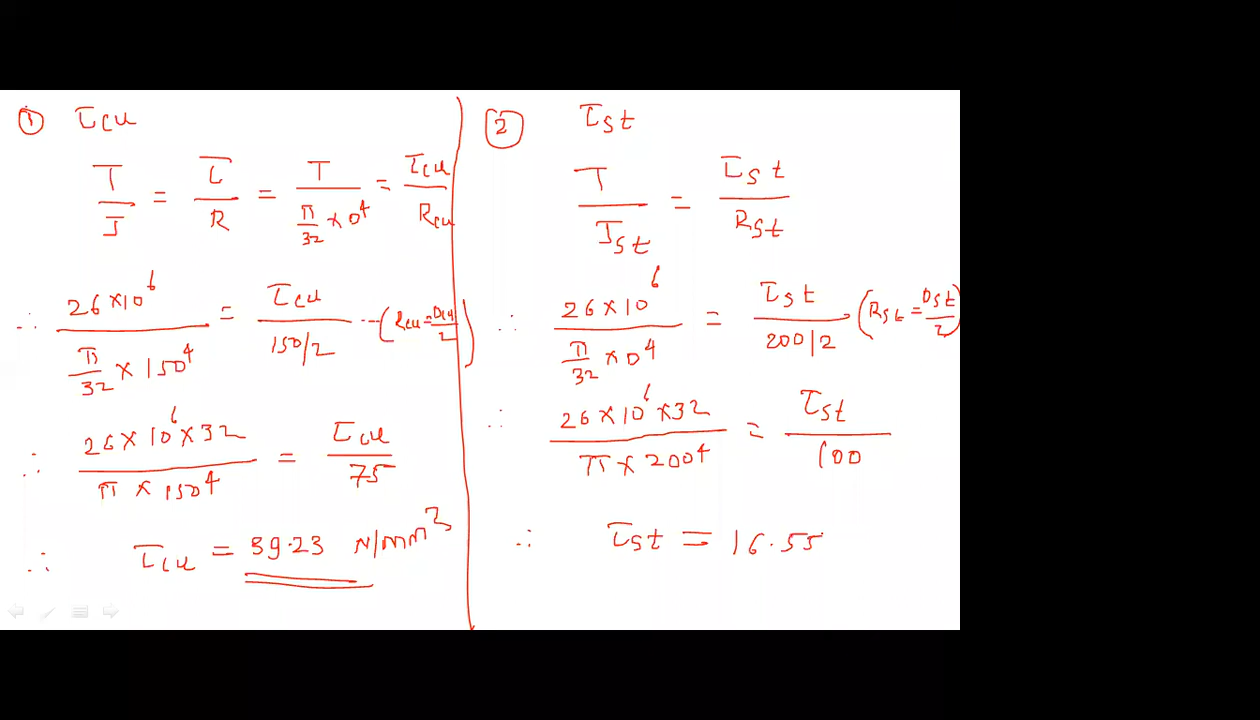 ① τcu
T/J = τ/R = T/(π/32 × D⁴) = τcu/Rcu
∴ 26×10⁶/(π/32 × 150⁴) = τcu/(150/2) --- (Rcu = Dcu/2)
∴ 26×10⁶×32/(π × 150⁴) = τcu/75
∴ τcu = 39.23 N/mm²
② τst
T/Jst = τst/Rst
∴ 26×10⁶/(π/32 × D⁴) = τst/(200/2) (Rst = Dst/2)
∴ 26×10⁶×32/(π×200⁴) = τst/100
∴ τst = 16.55